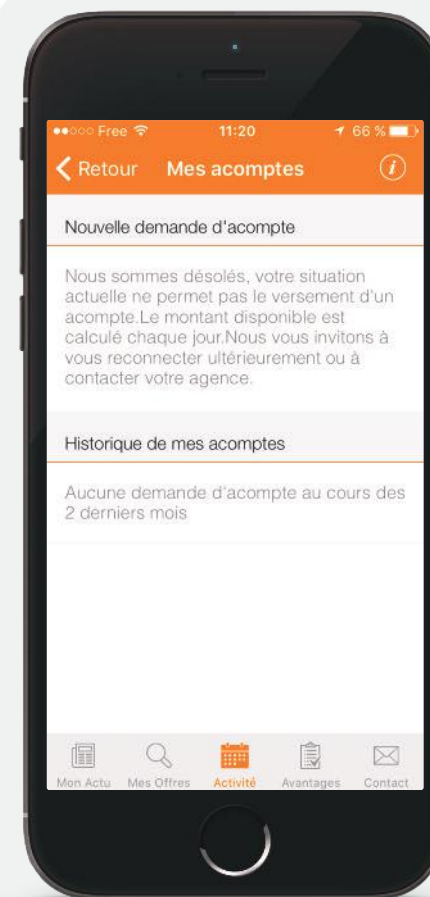 Free 11:20 66 %
Retour Mes acomptes i
Nouvelle demande d'acompte
Nous sommes désolés, votre situation
actuelle ne permet pas le versement d'un
acompte.Le montant disponible est
calculé chaque jour.Nous vous invitons à
vous reconnecter ultérieurement ou à
contacter votre agence.
Historique de mes acomptes
Aucune demande d'acompte au cours des
2 derniers mois
Mon Actu Mes Offres Activité Avantages Contact